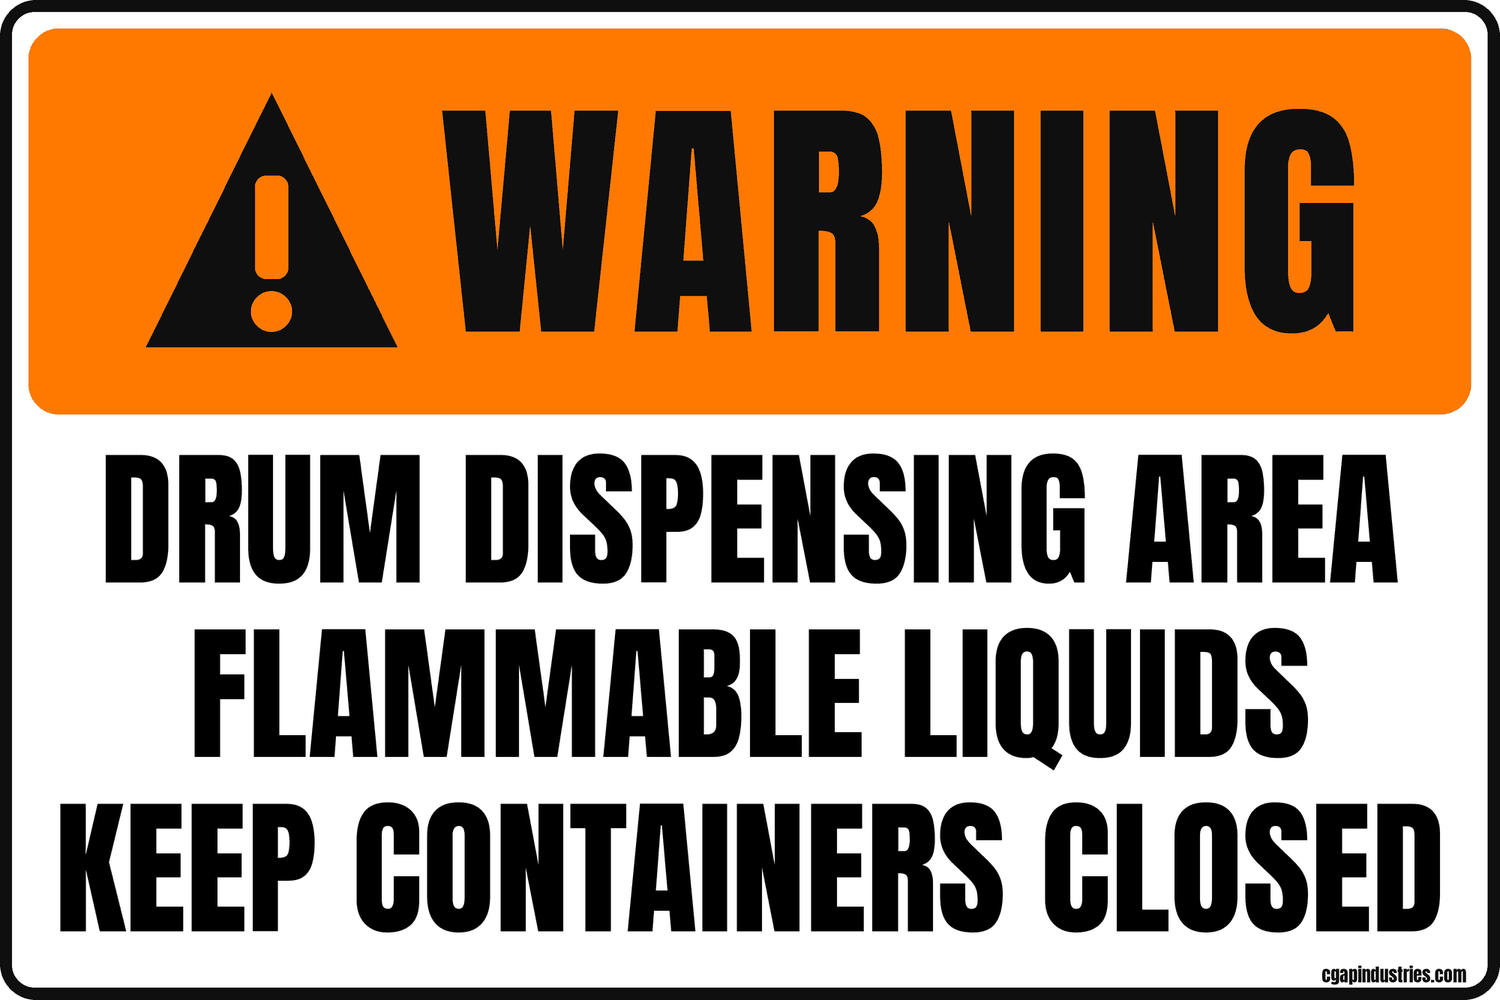 WARNING
DRUM DISPENSING AREA
FLAMMABLE LIQUIDS
KEEP CONTAINERS CLOSED
cgapindustries.com